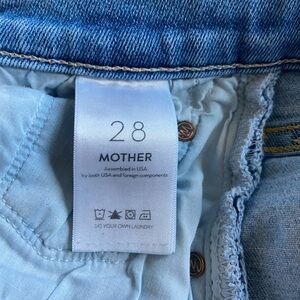 28
MOTHER
Assembled in USA
by both USA and foreign components
DO YOUR OWN LAUNDRY